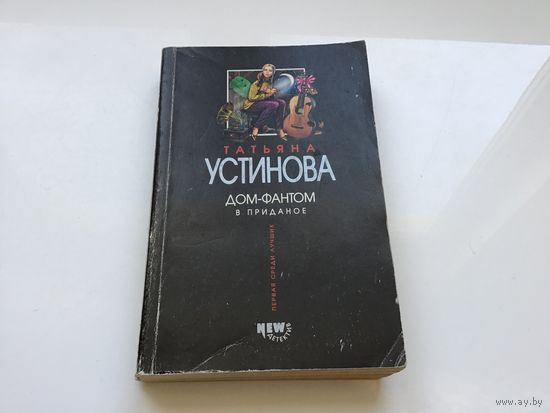 ТАТЬЯНА
УСТИНОВА
ДОМ-ФАНТОМ
В ПРИДАНОЕ
ПЕРВАЯ СРЕДИ ЛУЧШИХ
NEW
ДЕТЕКТИВ
www.ay.by